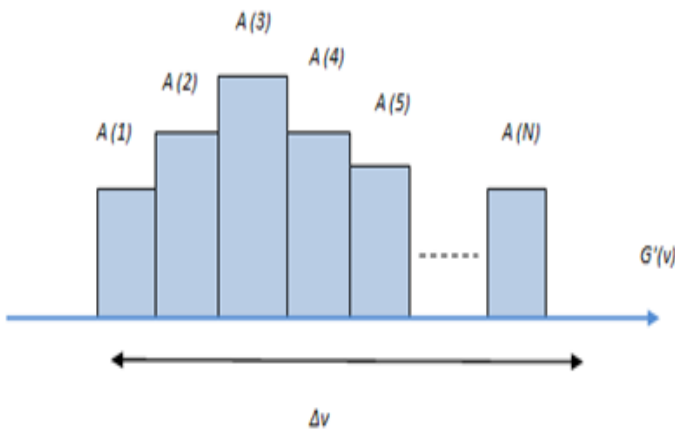 A (3)
A (4)
A (2)
A (5)
A (1)
A (N)
G'(v)
Δv